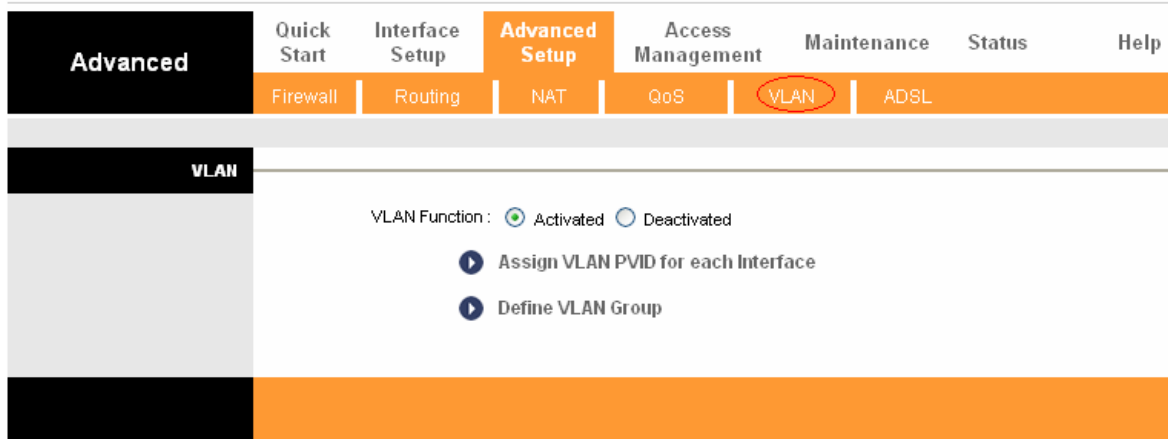 Advanced
Quick Start
Interface Setup
Advanced Setup
Access Management
Maintenance
Status
Help
Firewall
Routing
NAT
QoS
VLAN
ADSL
VLAN
VLAN Function : Activated Deactivated
Assign VLAN PVID for each Interface
Define VLAN Group